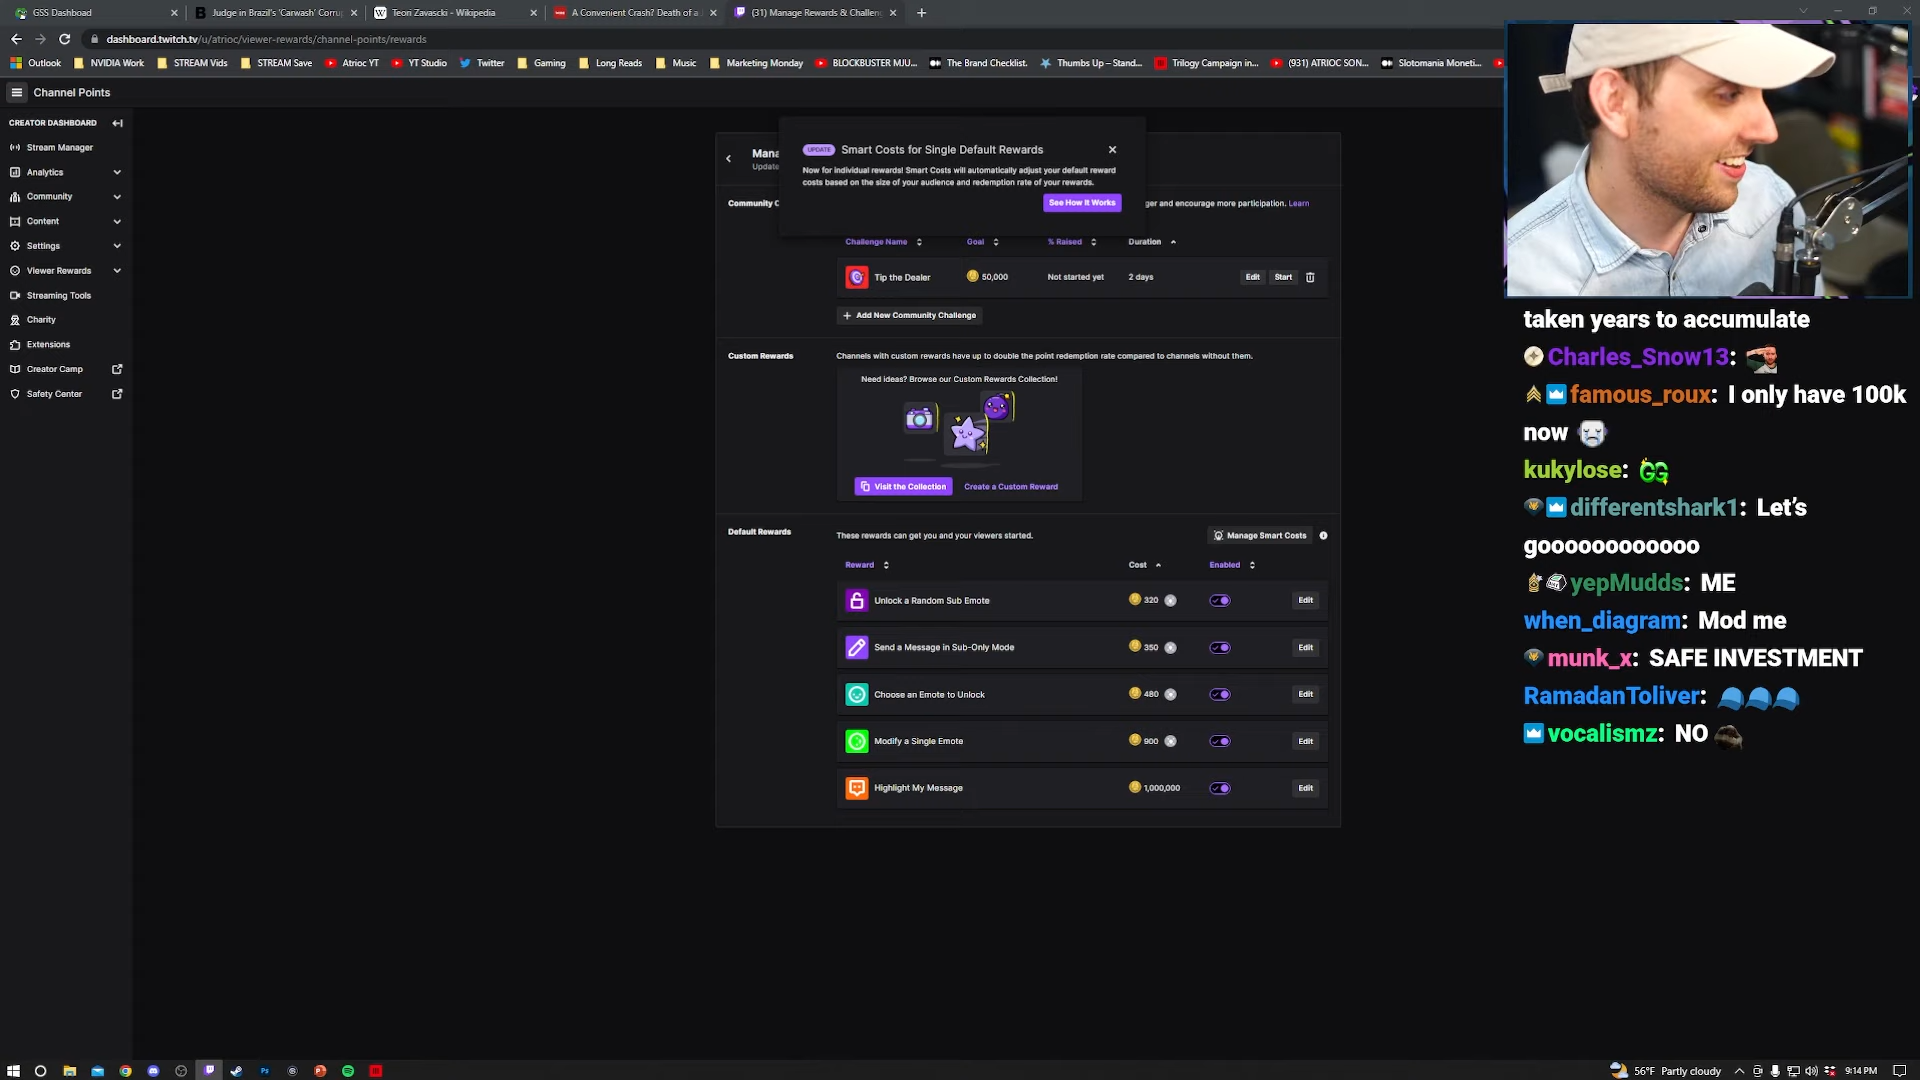 GSS Dashboard
Judge in Brazil's 'Carwash' Corrup
Teori Zavascki - Wikipedia
A Convenient Crash? Death of a
(31) Manage Rewards & Challen
dashboard.twitch.tv/u/atrioc/viewer-rewards/channel-points/rewards
Outlook
NVIDIA Work
STREAM Vids
STREAM Save
Atrioc YT
YT Studio
Twitter
Gaming
Long Reads
Music
Marketing Monday
BLOCKBUSTER MJU...
The Brand Checklist.
Thumbs Up – Stand...
Trilogy Campaign in...
(931) ATRIOC SON...
Slotomania Moneti...
Channel Points
CREATOR DASHBOARD
Stream Manager
Analytics
Community
Content
Settings
Viewer Rewards
Streaming Tools
Charity
Extensions
Creator Camp
Safety Center
Mana
Update
UPDATE Smart Costs for Single Default Rewards
Now for individual rewards! Smart Costs will automatically adjust your default reward
costs based on the size of your audience and redemption rate of your rewards.
See How It Works
Community C
ger and encourage more participation. Learn
Challenge Name Goal % Raised Duration
Tip the Dealer 50,000 Not started yet 2 days Edit Start
Add New Community Challenge
Custom Rewards
Channels with custom rewards have up to double the point redemption rate compared to channels without them.
Need ideas? Browse our Custom Rewards Collection!
Visit the Collection Create a Custom Reward
Default Rewards
These rewards can get you and your viewers started.
Manage Smart Costs
Reward Cost Enabled
Unlock a Random Sub Emote 320 Edit
Send a Message in Sub-Only Mode 350 Edit
Choose an Emote to Unlock 480 Edit
Modify a Single Emote 900 Edit
Highlight My Message 1,000,000 Edit
taken years to accumulate
Charles_Snow13:
famous_roux: I only have 100k
now
kukylose: GG
differentshark1: Let's
goooooooooooo
yepMudds: ME
when_diagram: Mod me
munk_x: SAFE INVESTMENT
RamadanToliver:
vocalismz: NO
56°F Partly cloudy
9:14 PM